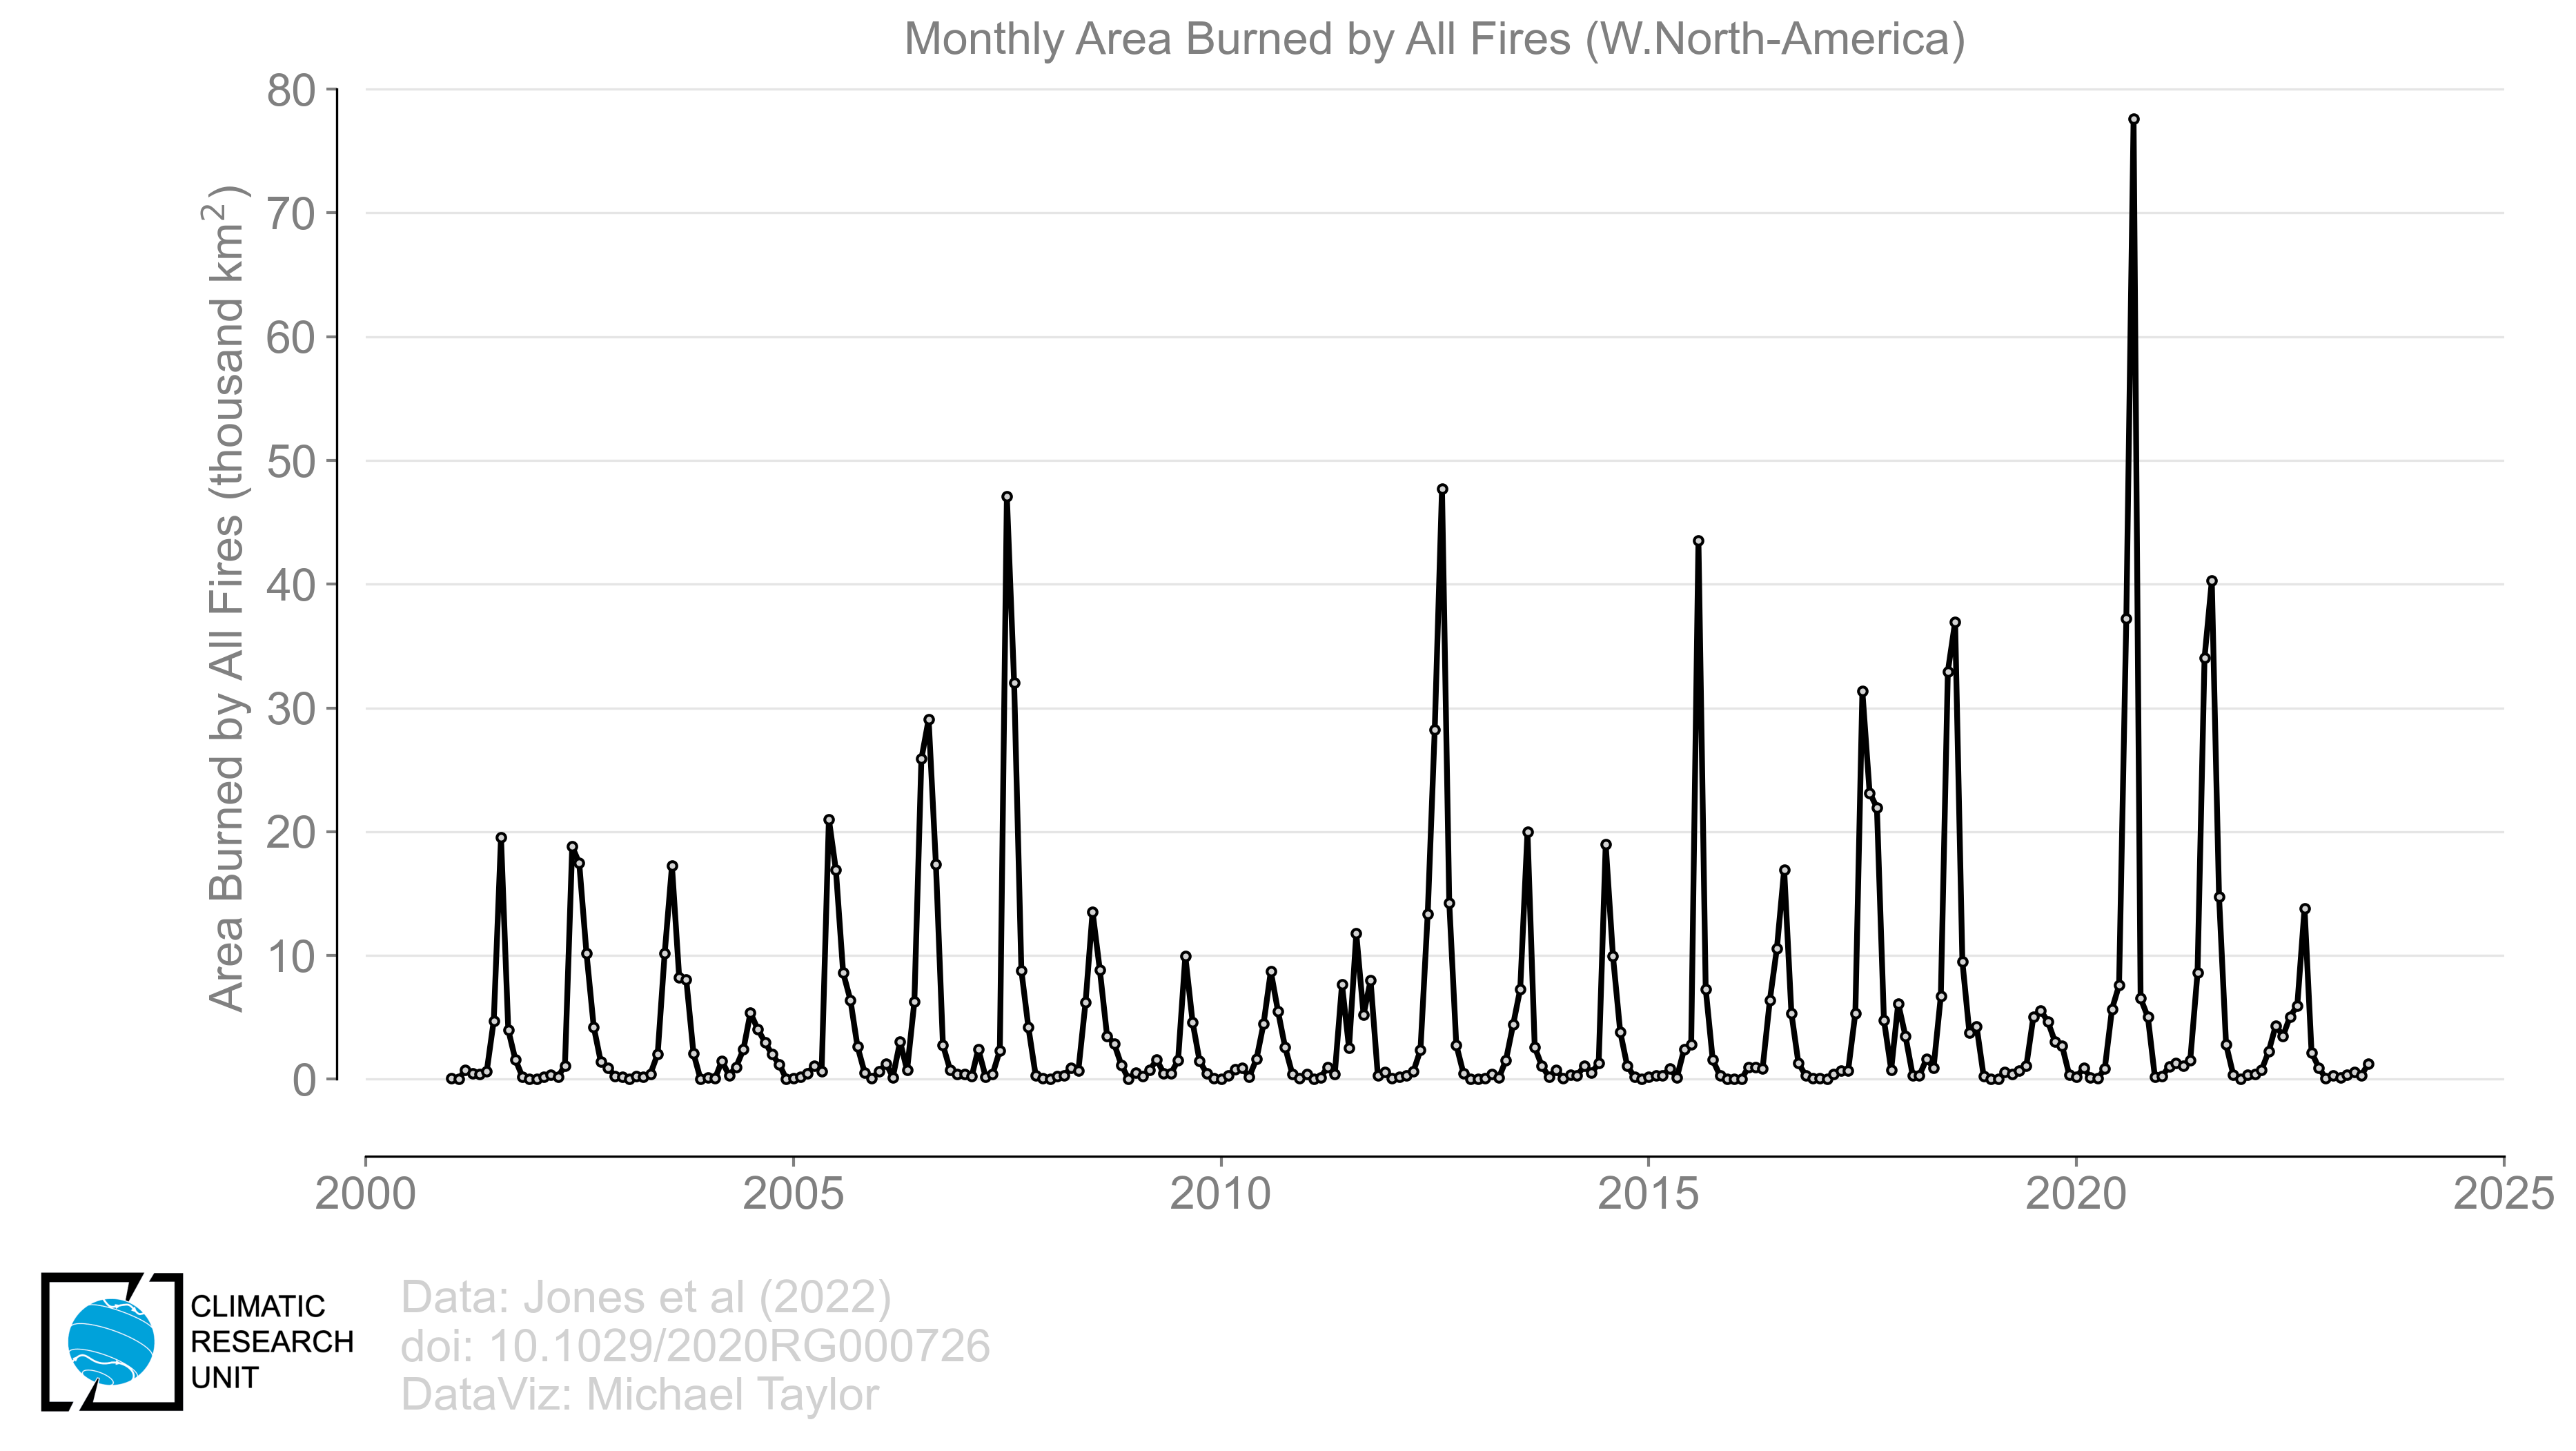 Monthly Area Burned by All Fires (W.North-America)
Area Burned by All Fires (thousand km²)
80
70
60
50
40
30
20
10
0
2000 2005 2010 2015 2020 2025
CLIMATIC
RESEARCH
UNIT
Data: Jones et al (2022)
doi: 10.1029/2020RG000726
DataViz: Michael Taylor